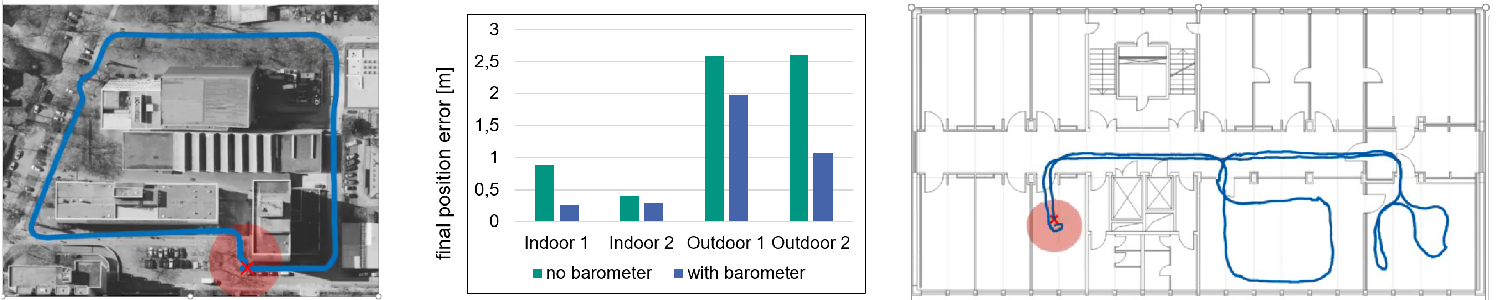 final position error [m]
3
2,5
2
1,5
1
0,5
0
Indoor 1 Indoor 2 Outdoor 1 Outdoor 2
no barometer with barometer